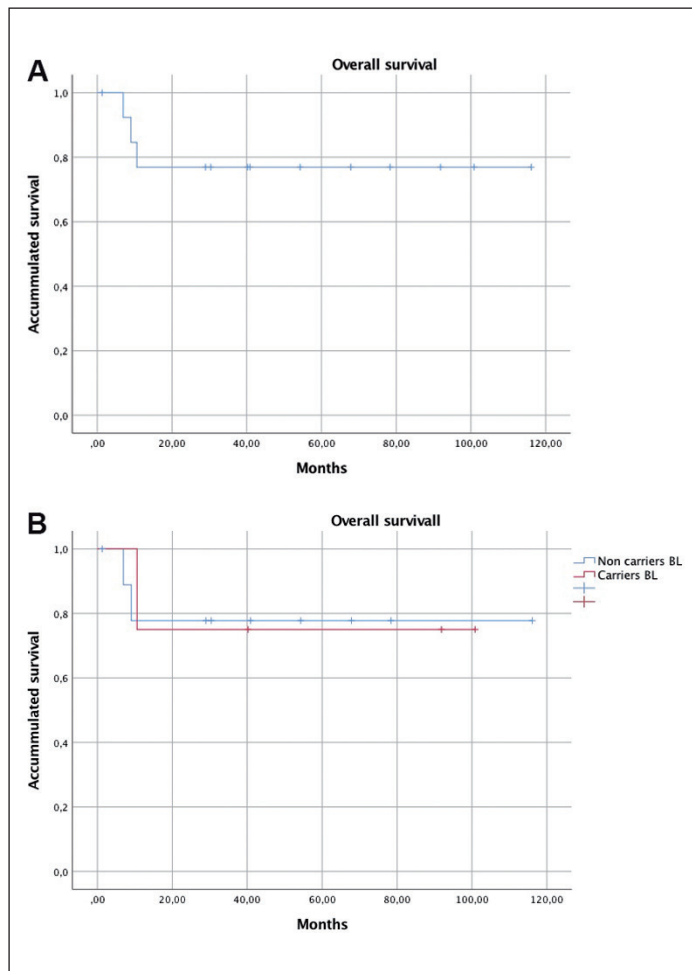 A
Overall survival
1,0
0,8
0,6
0,4
0,2
0,0
Accummulated survival
,00 20,00 40,00 60,00 80,00 100,00 120,00
Months
B
Overall survivall
1,0
0,8
0,6
0,4
0,2
0,0
Accummulated survival
,00 20,00 40,00 60,00 80,00 100,00 120,00
Months
Non carriers BL
Carriers BL